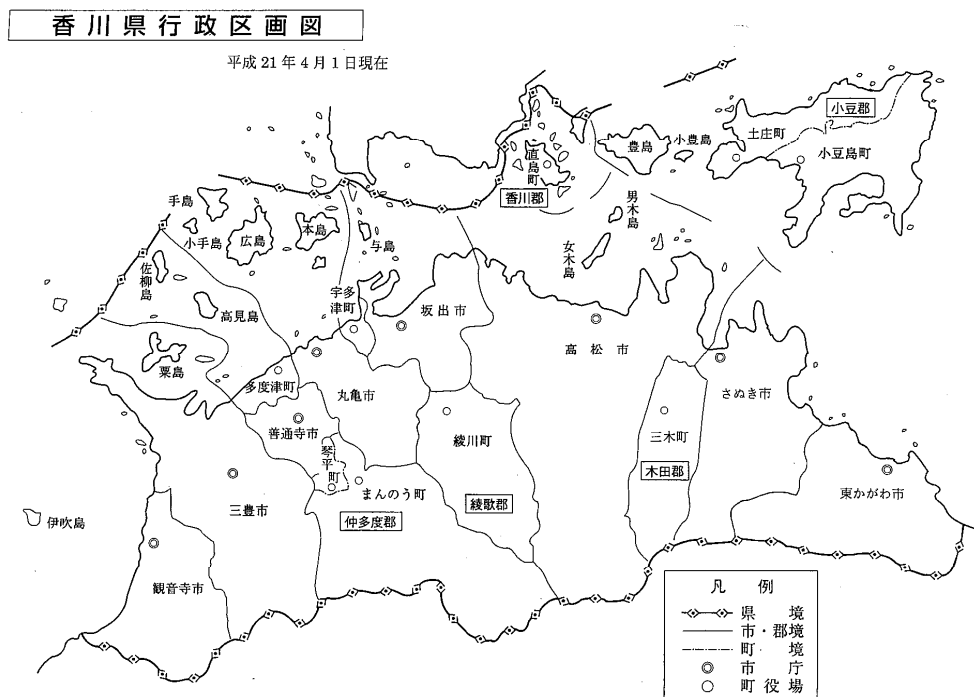 香川県行政区画図
平成21年4月1日現在
小豆郡
土庄町
小豆島町
小豊島
豊島
直島町
香川郡
男木島
女木島
手島
小手島
広島
本島
与島
佐柳島
高見島
粟島
宇多津町
坂出市
高松市
多度津町
丸亀市
さぬき市
善通寺市
綾川町
三木町
琴平町
まんのう町
木田郡
綾歌郡
仲多度郡
東かがわ市
三豊市
伊吹島
観音寺市
凡例
県境
市・郡境
町境
市庁
町役場